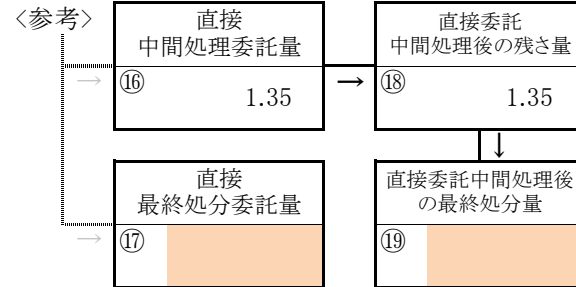 〈参考〉
直接
中間処理委託量
⑯
1.35
→
→
直接委託
中間処理後の残さ量
⑱
1.35
↓
直接
最終処分委託量
⑰
→
直接委託中間処理後
の最終処分量
⑲